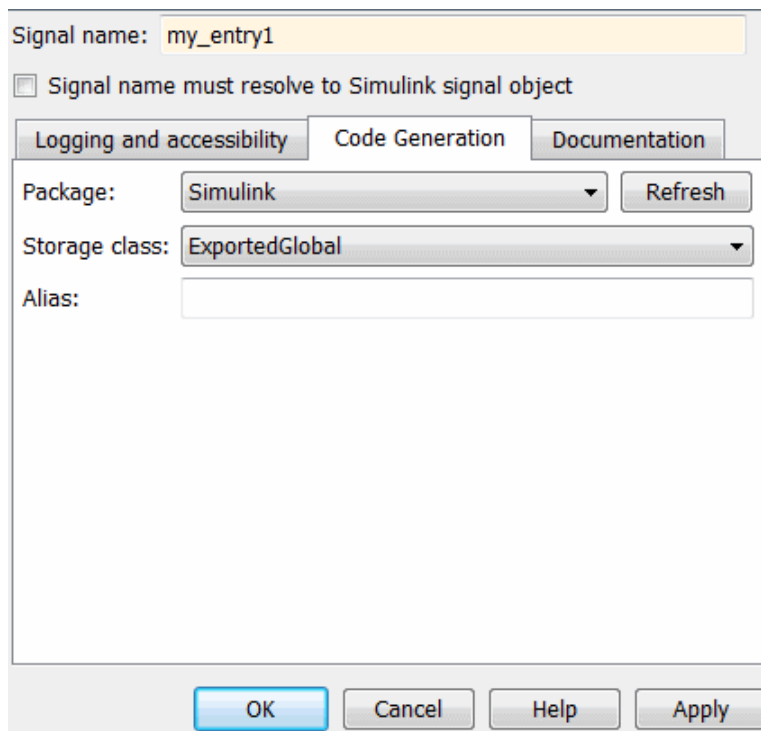 Signal name: my_entry1
Signal name must resolve to Simulink signal object
Logging and accessibility Code Generation Documentation
Package: Simulink Refresh
Storage class: ExportedGlobal
Alias:
OK Cancel Help Apply